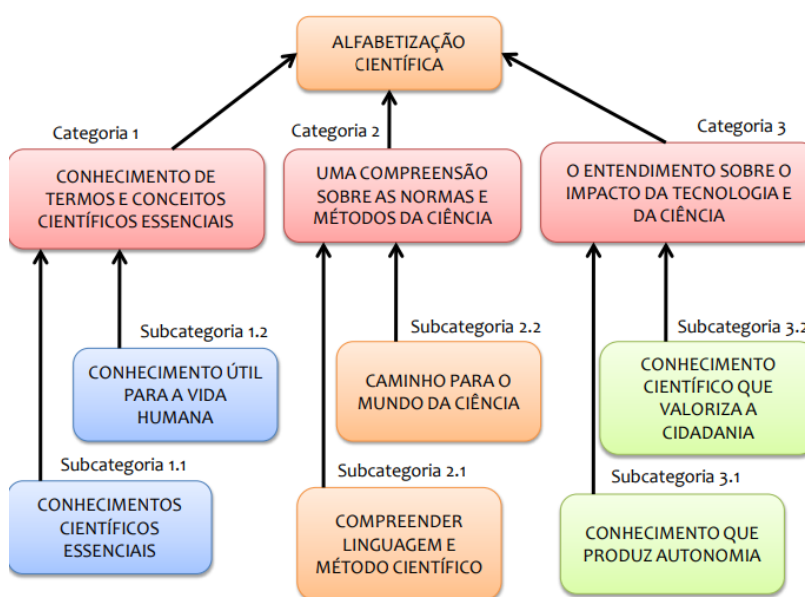 ALFABETIZAÇÃO
CIENTÍFICA
Categoria 1
CONHECIMENTO DE
TERMOS E CONCEITOS
CIENTÍFICOS ESSENCIAIS
Categoria 2
UMA COMPREENSÃO
SOBRE AS NORMAS E
MÉTODOS DA CIÊNCIA
Categoria 3
O ENTENDIMENTO SOBRE O
IMPACTO DA TECNOLOGIA E
DA CIÊNCIA
Subcategoria 1.2
CONHECIMENTO ÚTIL
PARA A VIDA
HUMANA
Subcategoria 2.2
CAMINHO PARA O
MUNDO DA CIÊNCIA
Subcategoria 3.2
CONHECIMENTO
CIENTÍFICO QUE
VALORIZA A
CIDADANIA
Subcategoria 1.1
CONHECIMENTOS
CIENTÍFICOS
ESSENCIAIS
Subcategoria 2.1
COMPREENDER
LINGUAGEM E
MÉTODO CIENTÍFICO
Subcategoria 3.1
CONHECIMENTO QUE
PRODUZ AUTONOMIA